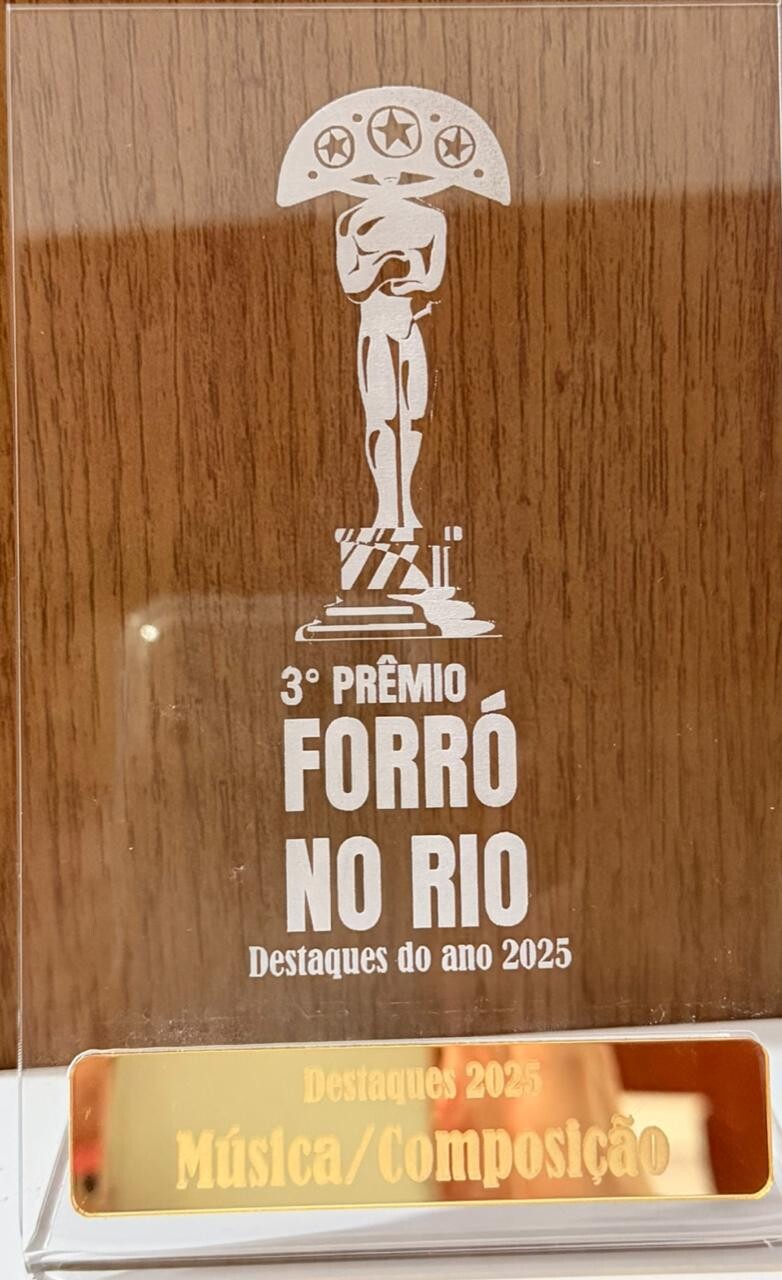 3° PRÊMIO
FORRÓ
NO RIO
Destaques do ano 2025
Destaques 2025
Música/Composição